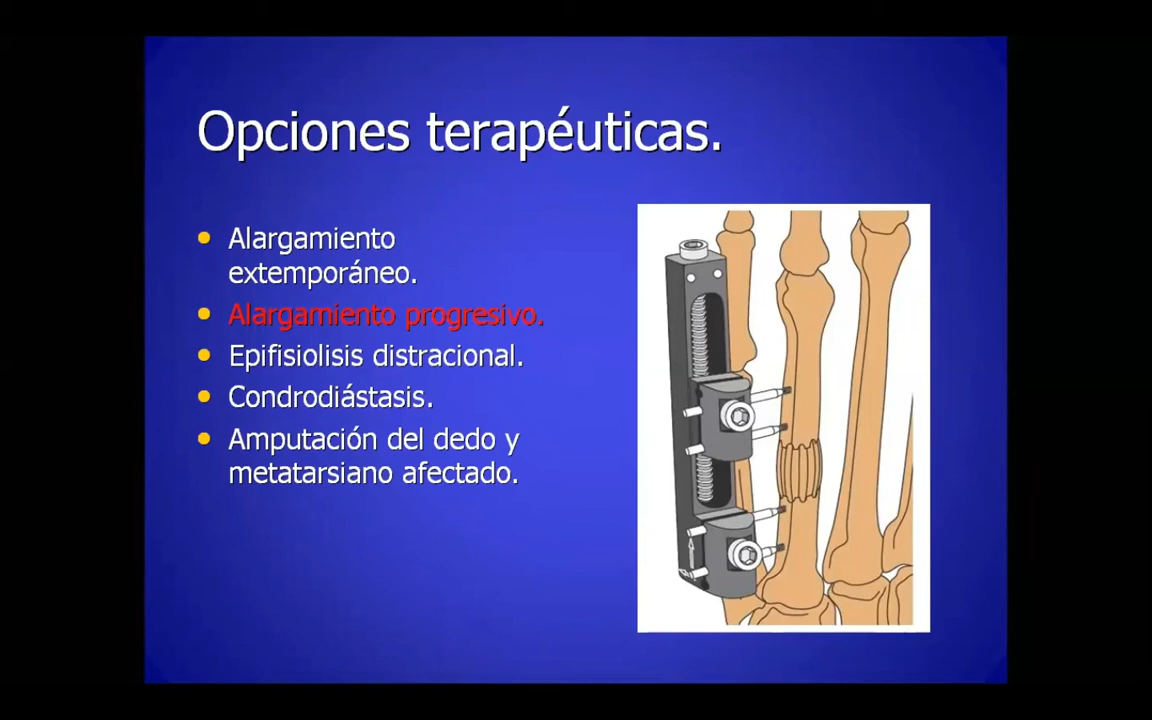 Opciones terapéuticas.
Alargamiento
extemporáneo.
Alargamiento progresivo.
Epifisiolisis distracional.
Condrodiástasis.
Amputación del dedo y
metatarsiano afectado.